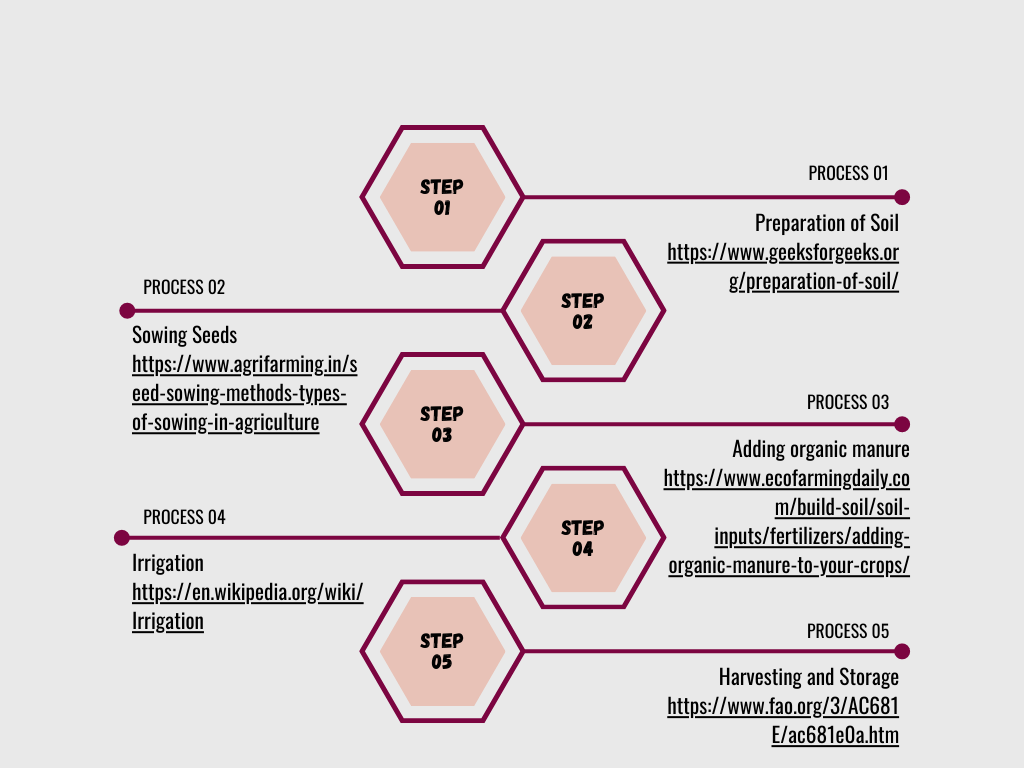 STEP
01
PROCESS 01
Preparation of Soil
https://www.geeksforgeeks.or
g/preparation-of-soil/
STEP
02
PROCESS 02
Sowing Seeds
https://www.agrifarming.in/s
eed-sowing-methods-types-
of-sowing-in-agriculture
STEP
03
PROCESS 03
Adding organic manure
https://www.ecofarmingdaily.co
m/build-soil/soil-
inputs/fertilizers/adding-
organic-manure-to-your-crops/
STEP
04
PROCESS 04
Irrigation
https://en.wikipedia.org/wiki/
Irrigation
STEP
05
PROCESS 05
Harvesting and Storage
https://www.fao.org/3/AC681
E/ac681e0a.htm